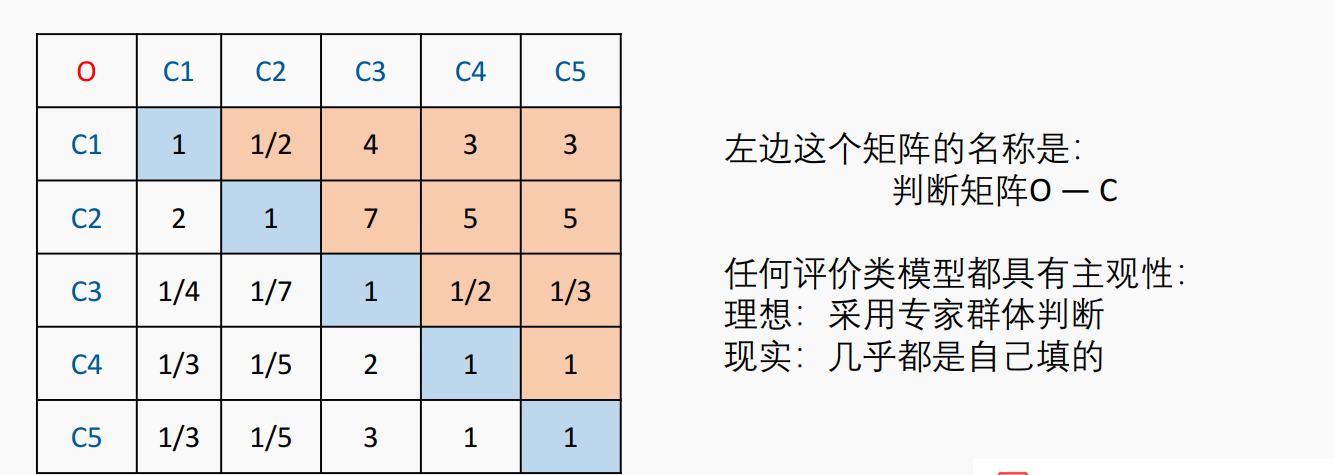 O C1 C2 C3 C4 C5
C1 1 1/2 4 3 3
C2 2 1 7 5 5
C3 1/4 1/7 1 1/2 1/3
C4 1/3 1/5 2 1 1
C5 1/3 1/5 3 1 1
左边这个矩阵的名称是：
判断矩阵O — C
任何评价类模型都具有主观性：
理想：采用专家群体判断
现实：几乎都是自己填的